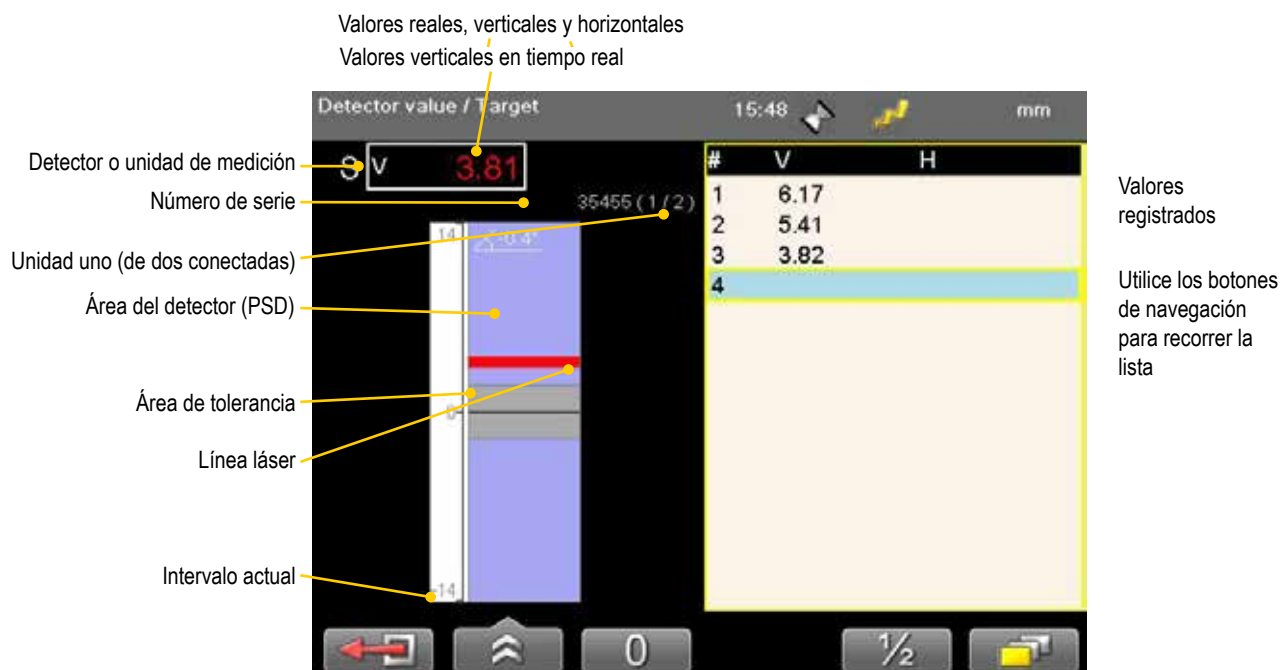 Valores reales, verticales y horizontales
Valores verticales en tiempo real
Detector value / Target 15:48 mm
Detector o unidad de medición
S V 3.81
# V H
Número de serie
35455 ( 1 / 2 )
1 6.17
2 5.41
3 3.82
4
Valores
registrados
Unidad uno (de dos conectadas)
14
-0.4°
Área del detector (PSD)
Utilice los botones
de navegación
para recorrer la
lista
Área de tolerancia
0
Línea láser
Intervalo actual
-14
0
½